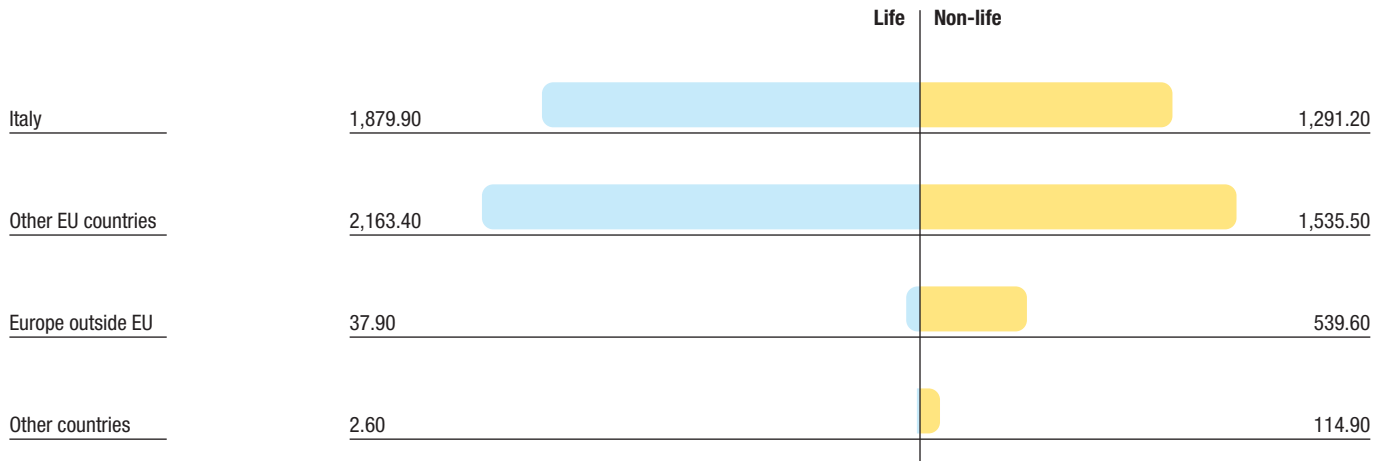 Life Non-life
Italy 1,879.90 1,291.20
Other EU countries 2,163.40 1,535.50
Europe outside EU 37.90 539.60
Other countries 2.60 114.90